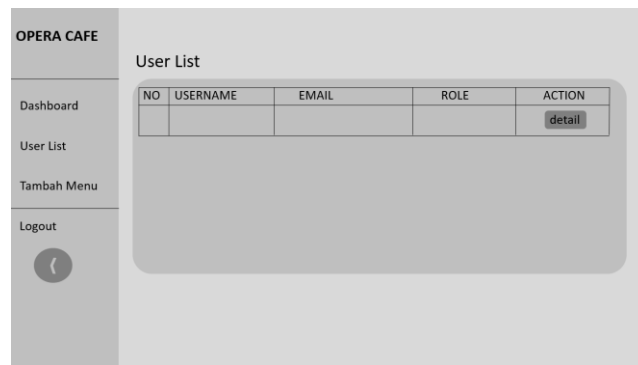 OPERA CAFE
Dashboard
User List
Tambah Menu
Logout
User List
NO USERNAME EMAIL ROLE ACTION
detail